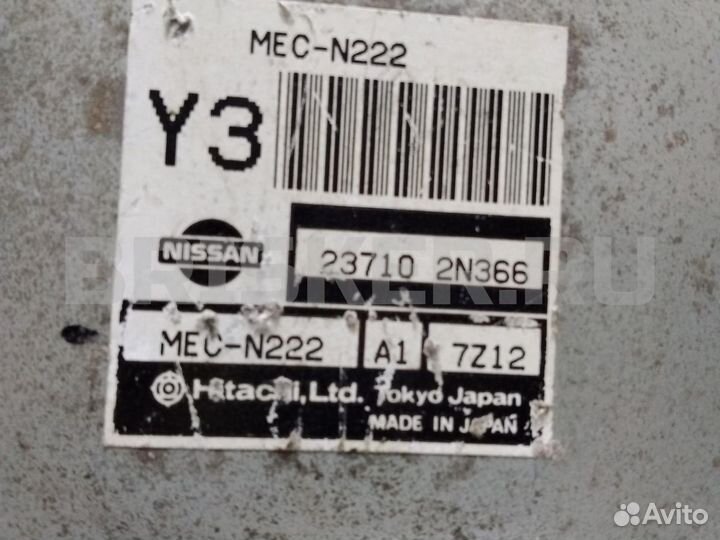 MEC-N222
Y3
NISSAN
23710 2N366
MEC-N222 A1 7Z12
Hitachi, Ltd. Tokyo Japan
MADE IN JAPAN
BRISKER.RU
Avito